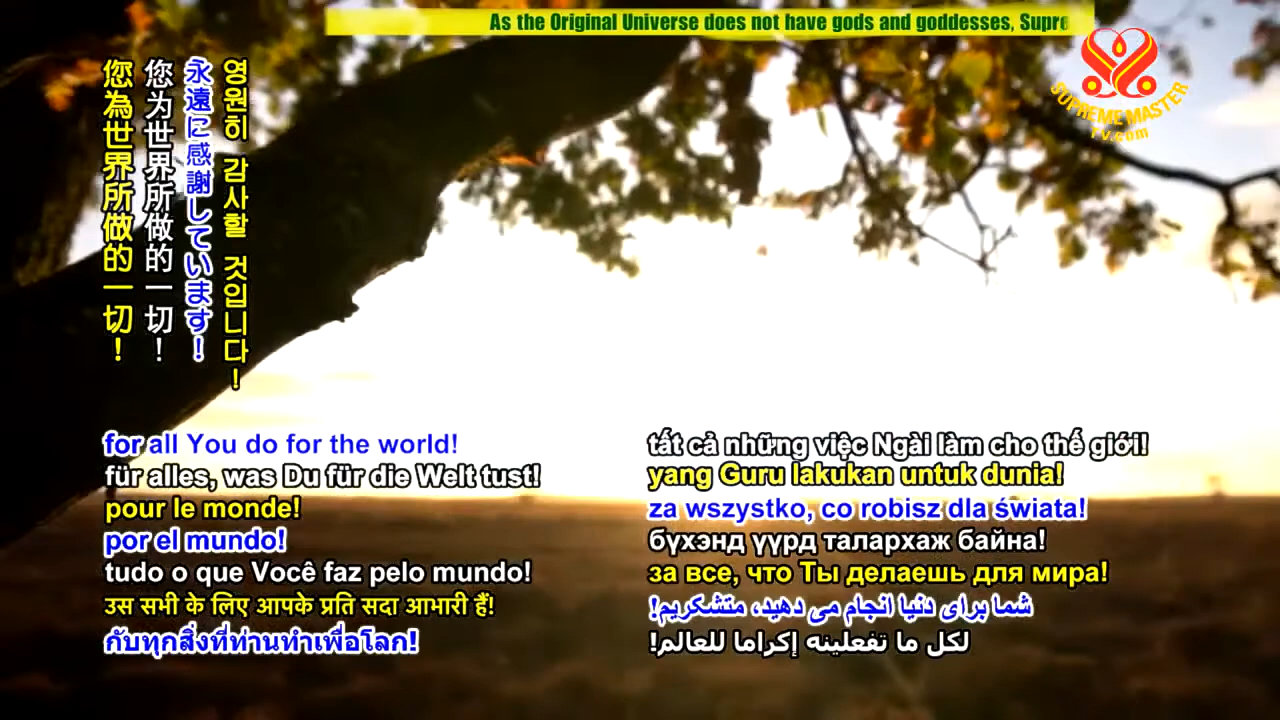 As the Original Universe does not have gods and goddesses, Supre
SUPREME MASTER
TV.com
영원히 감사할 것입니다!
永遠に感謝しています!
您为世界所做的一切!
您為世界所做的一切!
for all You do for the world!
für alles, was Du für die Welt tust!
pour le monde!
por el mundo!
tudo o que Você faz pelo mundo!
उस सभी के लिए आपके प्रति सदा आभारी हैं!
กับทุกสิ่งที่ท่านทำเพื่อโลก!
tất cả những việc Ngài làm cho thế giới!
yang Guru lakukan untuk dunia!
za wszystko, co robisz dla świata!
бүхэнд үүрд талархаж байна!
за все, что Ты делаешь для мира!
شما برای دنیا انجام می دهید، متشکریم!
لكل ما تفعلينه إكراما للعالم!